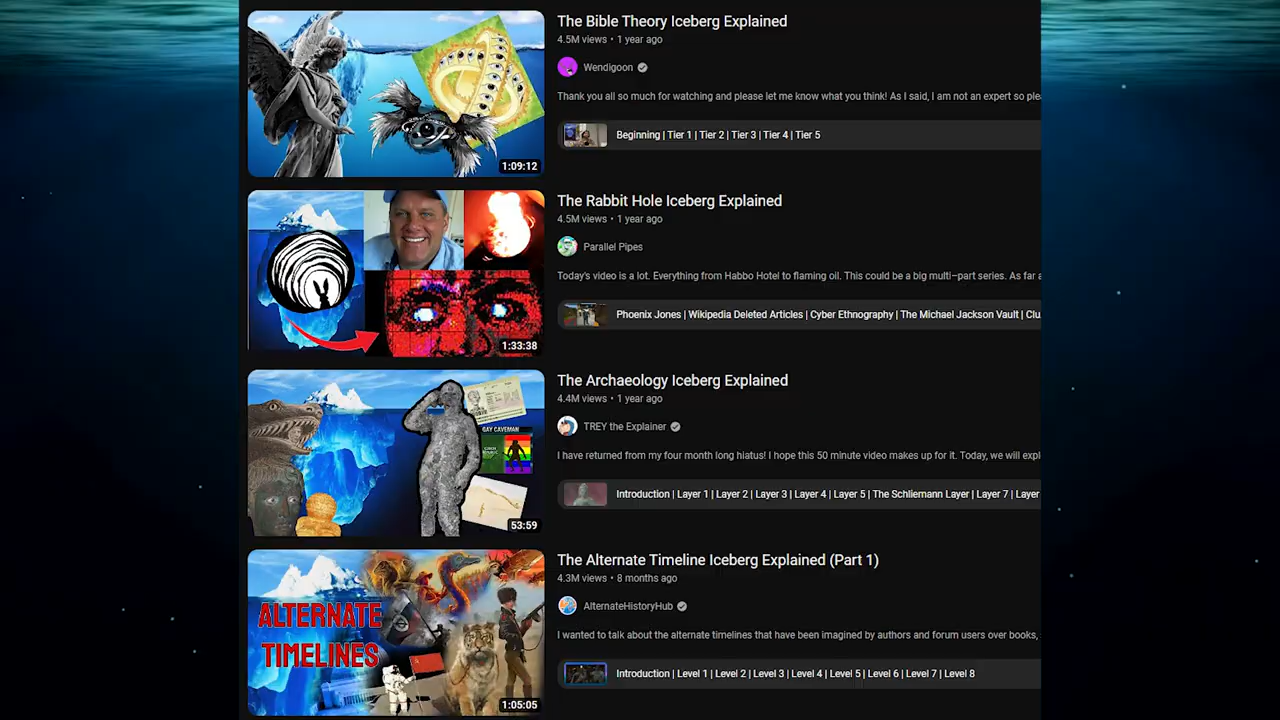 The Bible Theory Iceberg Explained
4.5M views • 1 year ago
Wendigoon
Thank you all so much for watching and please let me know what you think! As I said, I am not an expert so ple
Beginning | Tier 1 | Tier 2 | Tier 3 | Tier 4 | Tier 5
1:09:12
The Rabbit Hole Iceberg Explained
4.5M views • 1 year ago
Parallel Pipes
Today's video is a lot. Everything from Habbo Hotel to flaming oil. This could be a big multi-part series. As far a
Phoenix Jones | Wikipedia Deleted Articles | Cyber Ethnography | The Michael Jackson Vault | Clu
1:33:38
The Archaeology Iceberg Explained
4.4M views • 1 year ago
TREY the Explainer
I have returned from my four month long hiatus! I hope this 50 minute video makes up for it. Today, we will expl
Introduction | Layer 1 | Layer 2 | Layer 3 | Layer 4 | Layer 5 | The Schliemann Layer | Layer 7 | Layer
GAY CAVEMAN
53:59
The Alternate Timeline Iceberg Explained (Part 1)
4.3M views • 8 months ago
AlternateHistoryHub
I wanted to talk about the alternate timelines that have been imagined by authors and forum users over books,
Introduction | Level 1 | Level 2 | Level 3 | Level 4 | Level 5 | Level 6 | Level 7 | Level 8
ALTERNATE
TIMELINES
1:05:05